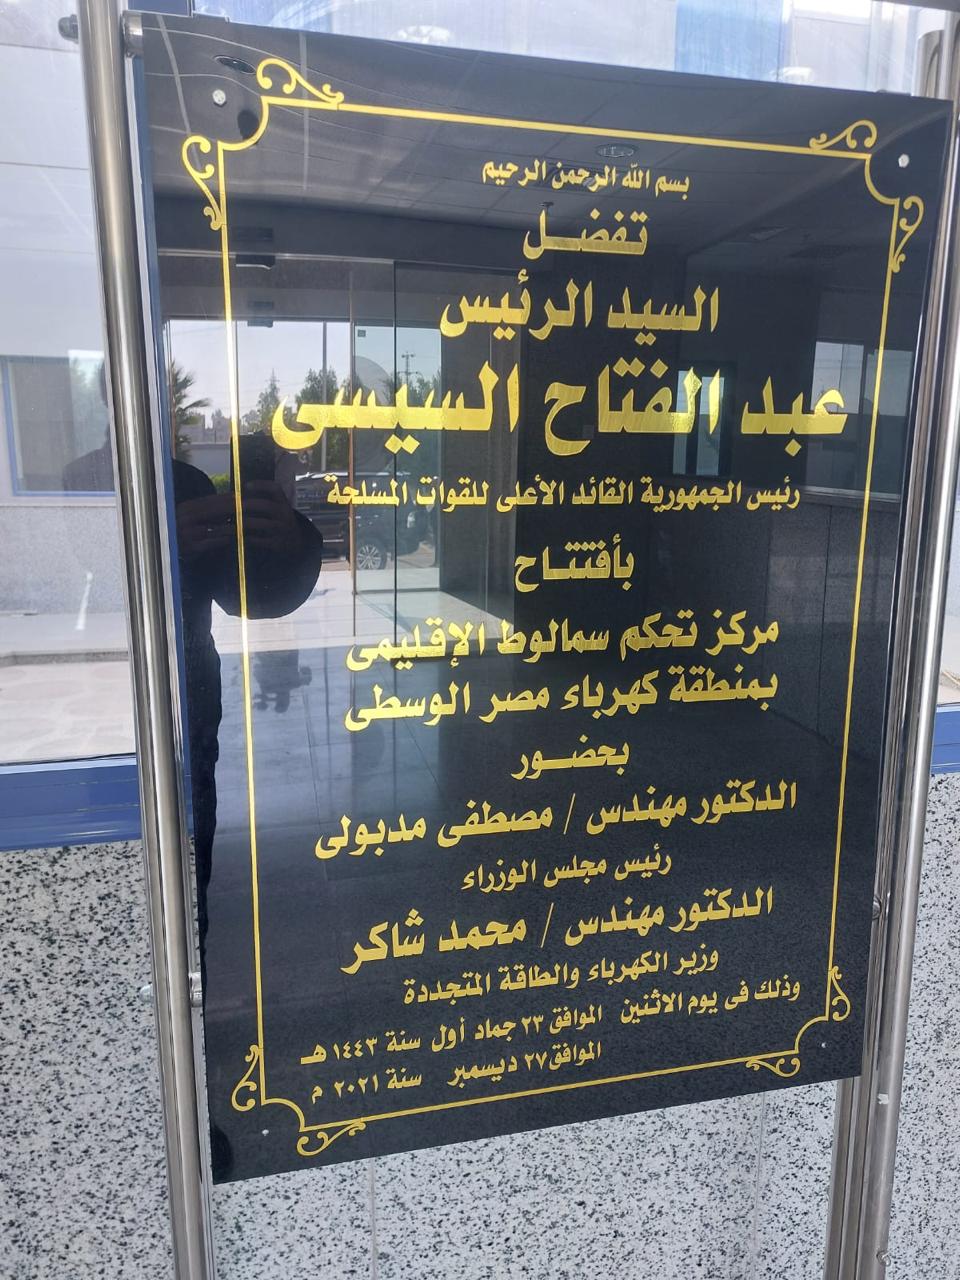 بسم الله الرحمن الرحيم
تفضل
السيد الرئيس
عبد الفتاح السيسى
رئيس الجمهورية القائد الأعلى للقوات المسلحة
بأفتتاح
مركز تحكم سمالوط الإقليمى
بمنطقة كهرباء مصر الوسطى
بحضور
الدكتور مهندس / مصطفى مدبولى
رئيس مجلس الوزراء
الدكتور مهندس / محمد شاكر
وزير الكهرباء والطاقة المتجددة
وذلك فى يوم الاثنين الموافق ٢٣ جماد أول سنة ١٤٤٣ هـ
الموافق ٢٧ ديسمبر سنة ٢٠٢١ م